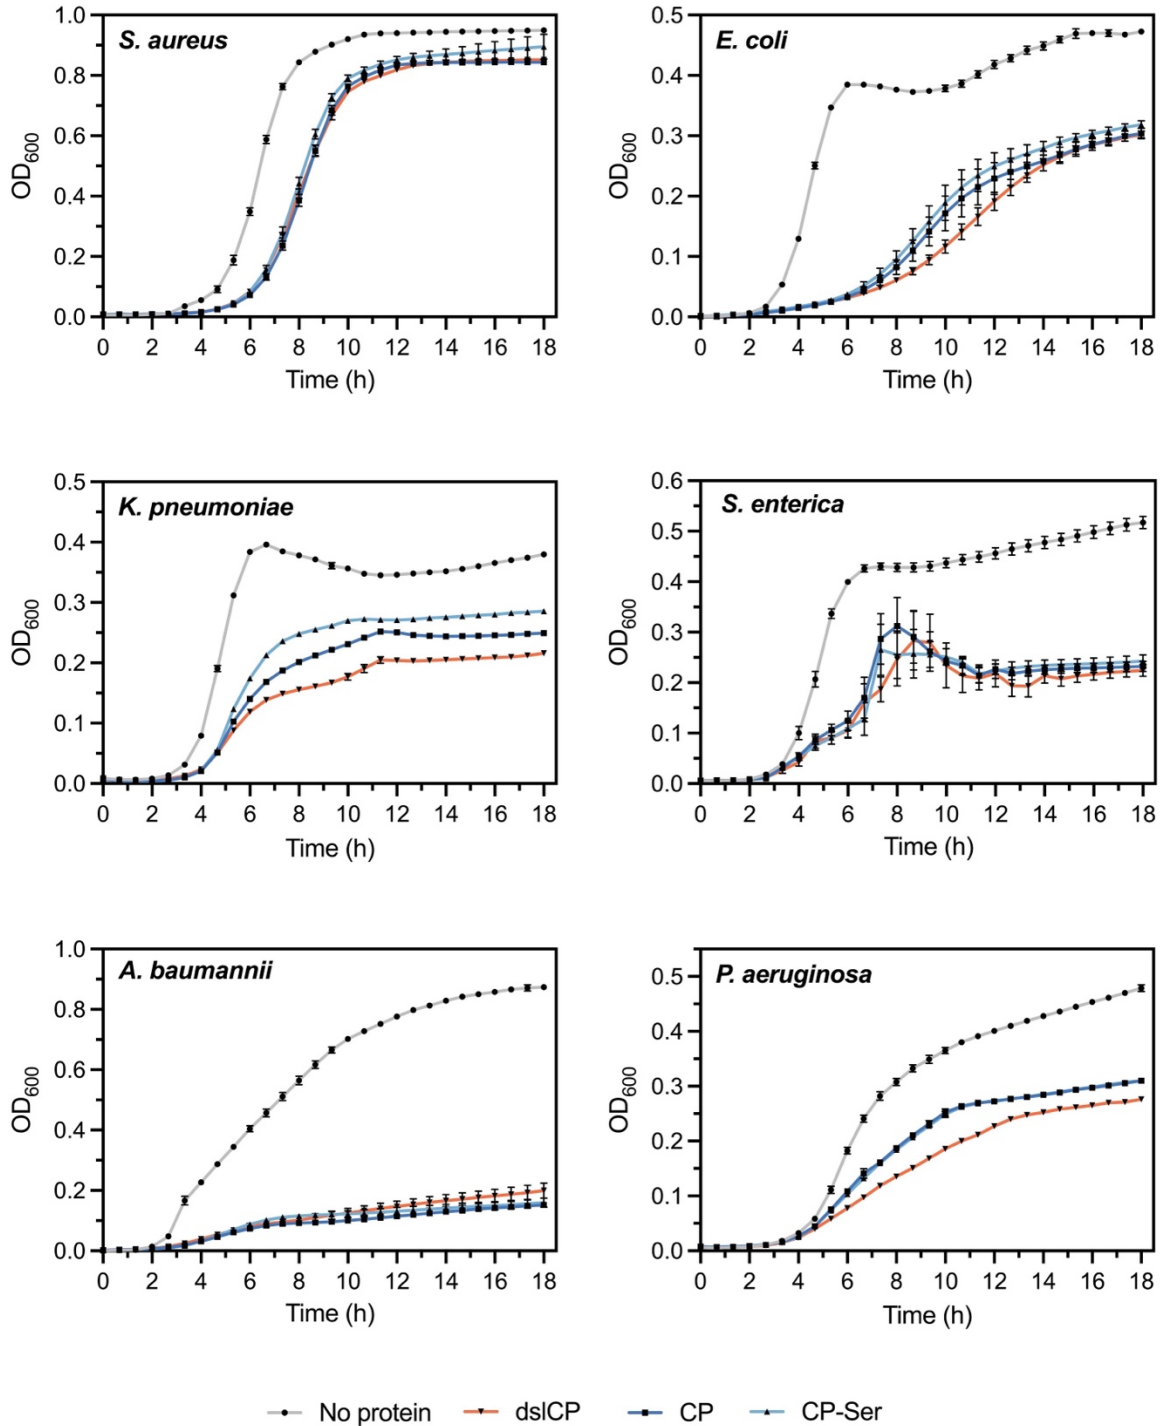 S. aureus
OD600
1.0
0.8
0.6
0.4
0.2
0.0
0 2 4 6 8 10 12 14 16 18
Time (h)
E. coli
OD600
0.5
0.4
0.3
0.2
0.1
0.0
0 2 4 6 8 10 12 14 16 18
Time (h)
K. pneumoniae
OD600
0.5
0.4
0.3
0.2
0.1
0.0
0 2 4 6 8 10 12 14 16 18
Time (h)
S. enterica
OD600
0.6
0.5
0.4
0.3
0.2
0.1
0.0
0 2 4 6 8 10 12 14 16 18
Time (h)
A. baumannii
OD600
1.0
0.8
0.6
0.4
0.2
0.0
0 2 4 6 8 10 12 14 16 18
Time (h)
P. aeruginosa
OD600
0.5
0.4
0.3
0.2
0.1
0.0
0 2 4 6 8 10 12 14 16 18
Time (h)
No protein dslCP CP CP-Ser